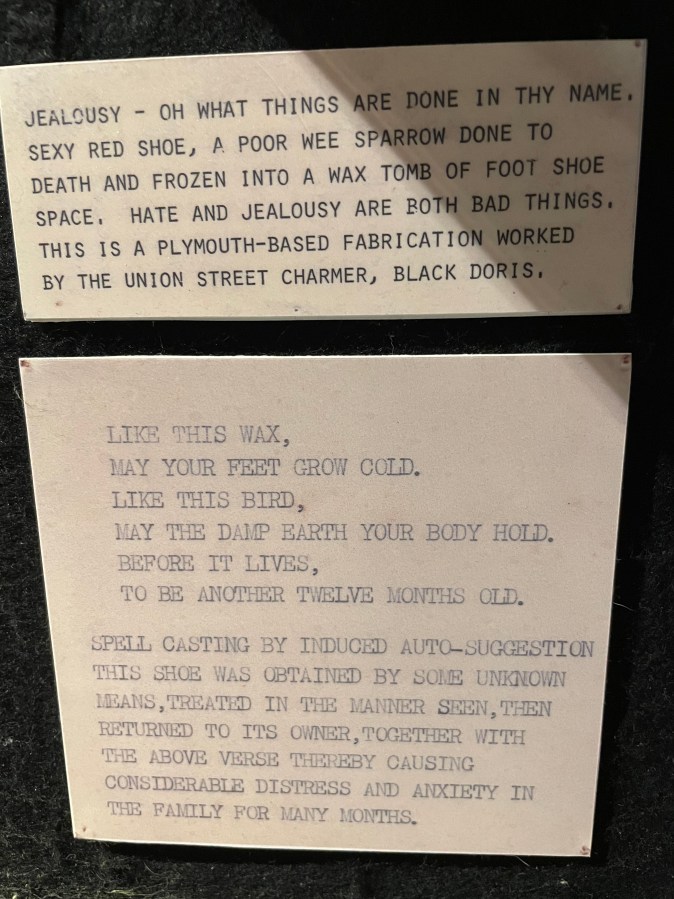 JEALOUSY - OH WHAT THINGS ARE DONE IN THY NAME.
SEXY RED SHOE, A POOR WEE SPARROW DONE TO
DEATH AND FROZEN INTO A WAX TOMB OF FOOT SHOE
SPACE. HATE AND JEALOUSY ARE BOTH BAD THINGS.
THIS IS A PLYMOUTH-BASED FABRICATION WORKED
BY THE UNION STREET CHARMER, BLACK DORIS.
LIKE THIS WAX,
MAY YOUR FEET GROW COLD.
LIKE THIS BIRD,
MAY THE DAMP EARTH YOUR BODY HOLD.
BEFORE IT LIVES,
TO BE ANOTHER TWELVE MONTHS OLD.
SPELL CASTING BY INDUCED AUTO-SUGGESTION
THIS SHOE WAS OBTAINED BY SOME UNKNOWN
MEANS,TREATED IN THE MANNER SEEN,THEN
RETURNED TO ITS OWNER,TOGETHER WITH
THE ABOVE VERSE THEREBY CAUSING
CONSIDERABLE DISTRESS AND ANXIETY IN
THE FAMILY FOR MANY MONTHS.